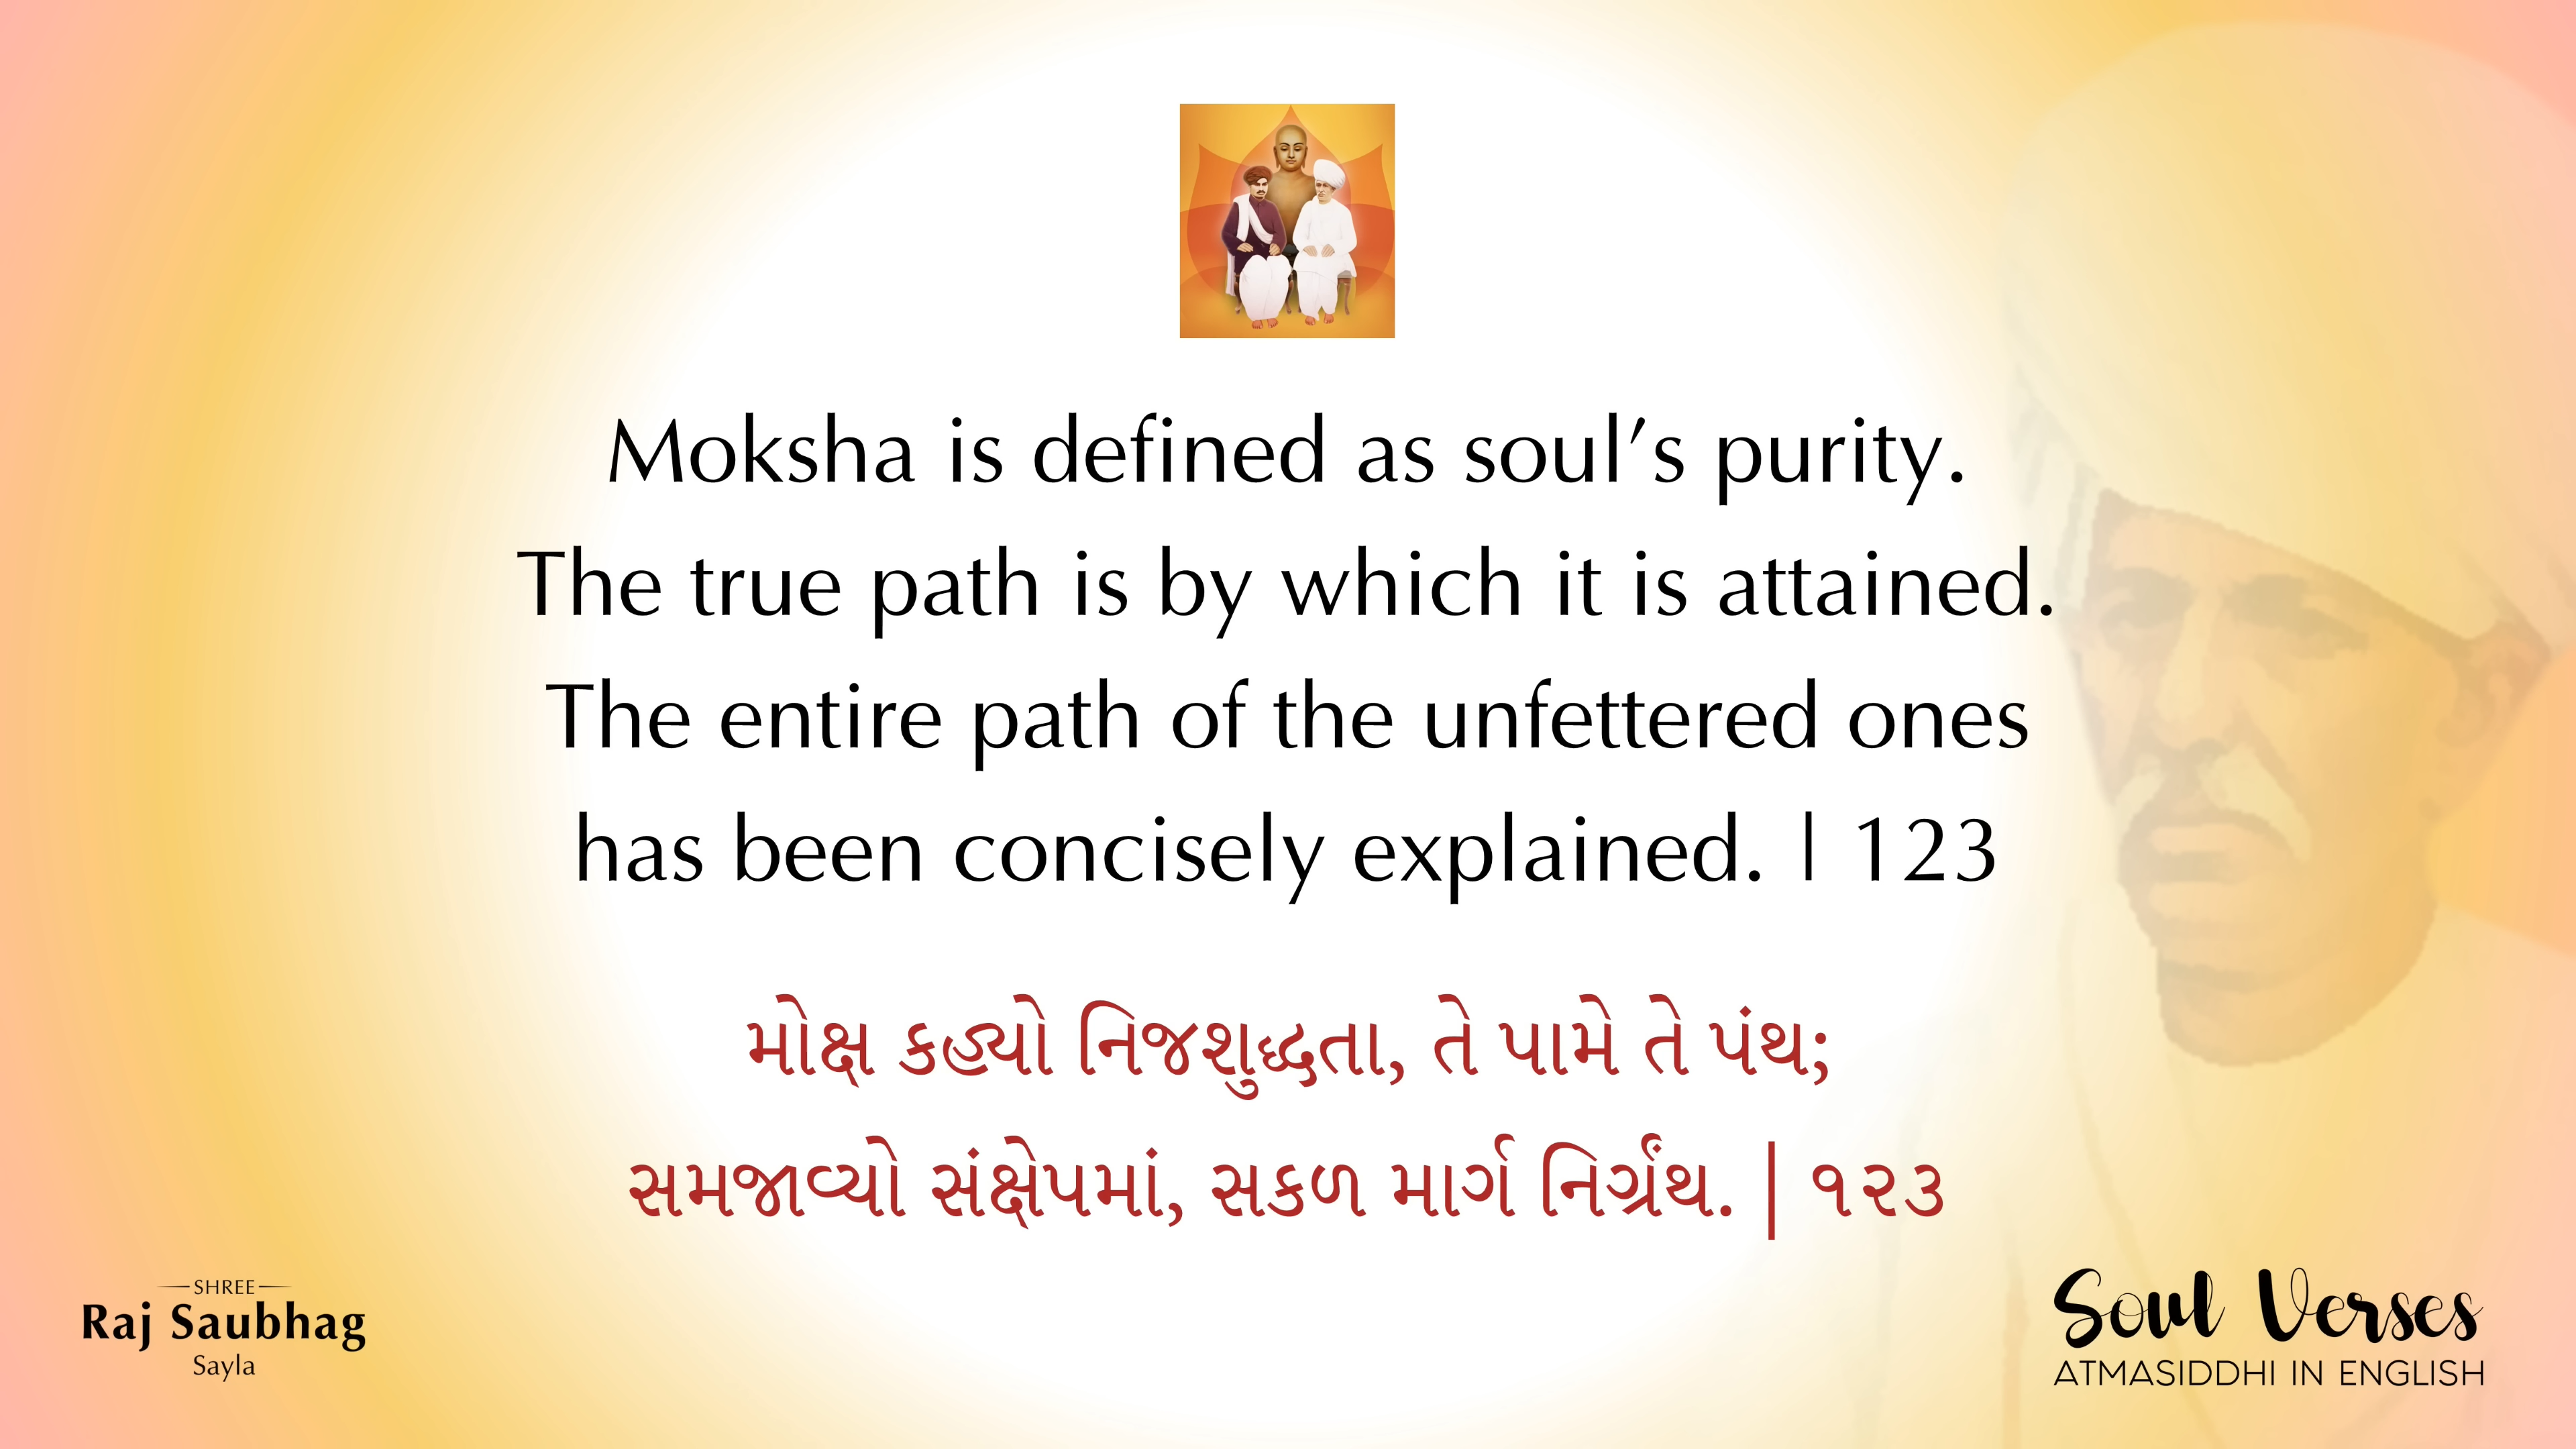 Moksha is defined as soul’s purity.
The true path is by which it is attained.
The entire path of the unfettered ones
has been concisely explained. | 123
મોક્ષ કહ્યો નિજશુદ્ધતા, તે પામે તે પંથ;
સમજાવ્યો સંક્ષેપમાં, સકળ માર્ગ નિર્ગ્રંથ. | ૧૨૩
SHREE
Raj Saubhag
Sayla
Soul Verses
ATMASIDDHI IN ENGLISH